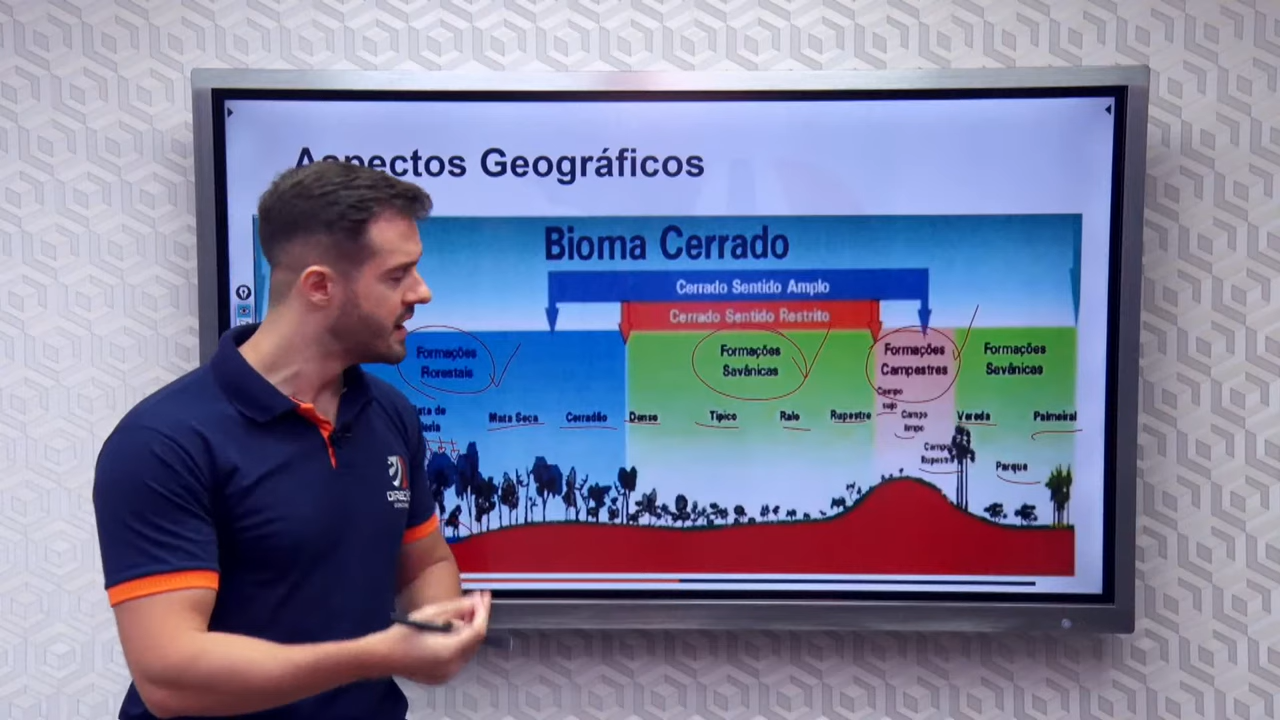 Aspectos Geográficos
Bioma Cerrado
Cerrado Sentido Amplo
Cerrado Sentido Restrito
Formações
Florestais
Formações
Savânicas
Formações
Campestres
Formações
Savânicas
Mata Seca
Cerradão
Denso
Típico
Ralo
Rupestre
Campo
sujo
Campo
limpo
Campo
Rupestre
Vereda
Parque
Palmeiral